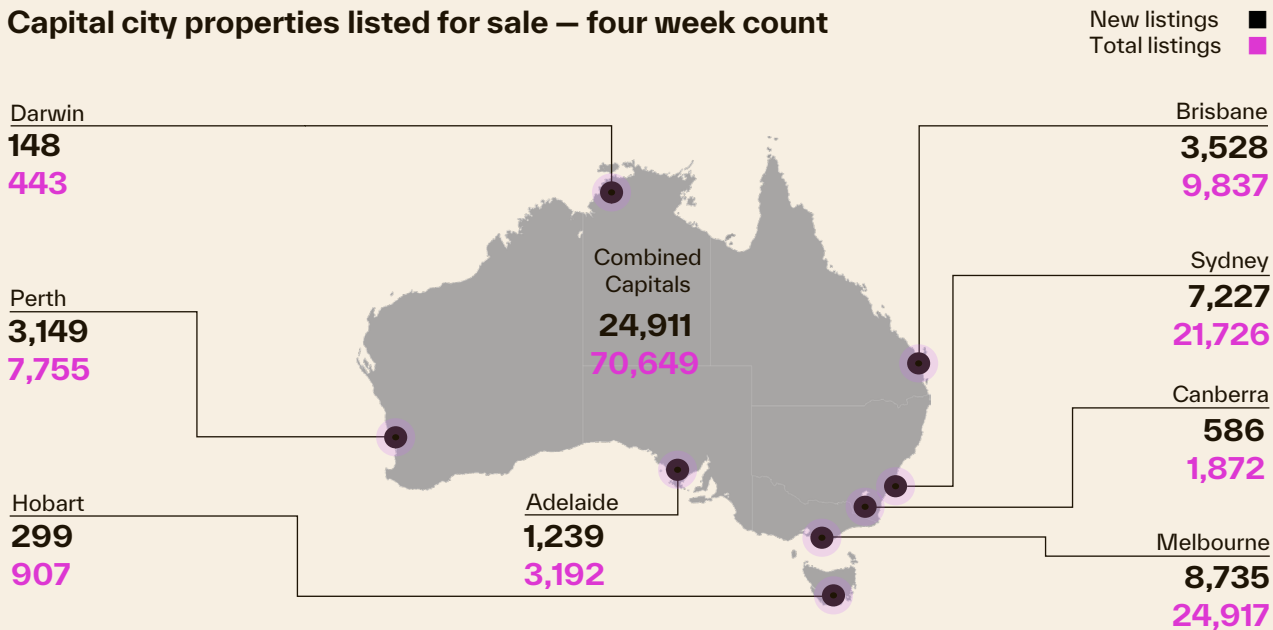 Capital city properties listed for sale — four week count
New listings
Total listings
Darwin
148
443
Brisbane
3,528
9,837
Combined
Capitals
24,911
70,649
Sydney
7,227
21,726
Perth
3,149
7,755
Canberra
586
1,872
Hobart
299
907
Adelaide
1,239
3,192
Melbourne
8,735
24,917